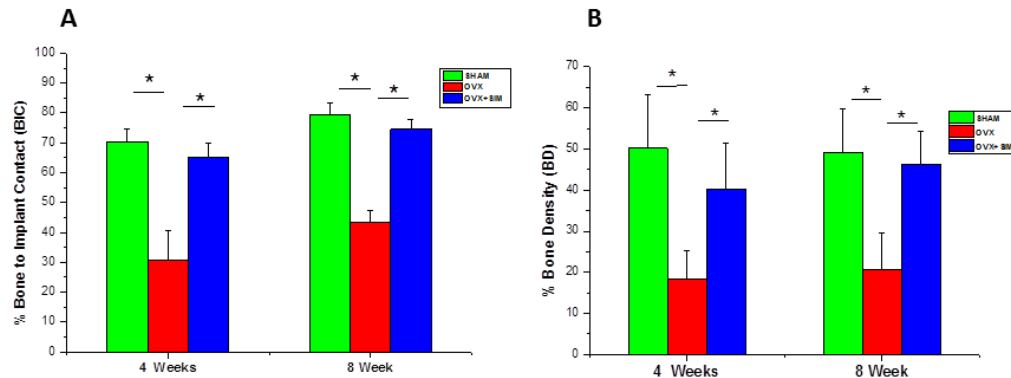 A
% Bone to Implant Contact (BIC)
100
90
80
70
60
50
40
30
20
10
0
*
*
*
*
SHAM
OVX
OVX+SIM
4 Weeks
8 Week
B
% Bone Density (BD)
70
60
50
40
30
20
10
0
*
*
*
*
SHAM
OVX
OVX+ SIM
4 Weeks
8 Week